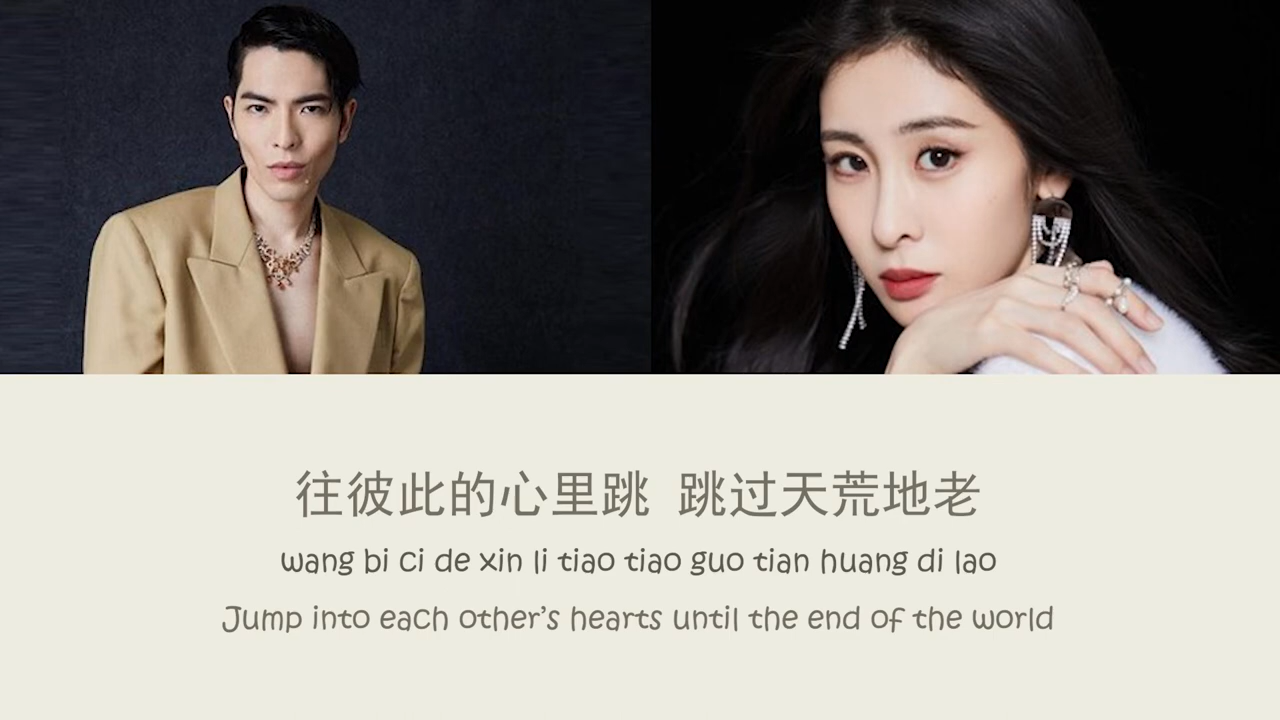 往彼此的心里跳 跳过天荒地老
wang bi ci de xin li tiao tiao guo tian huang di lao
Jump into each other's hearts until the end of the world